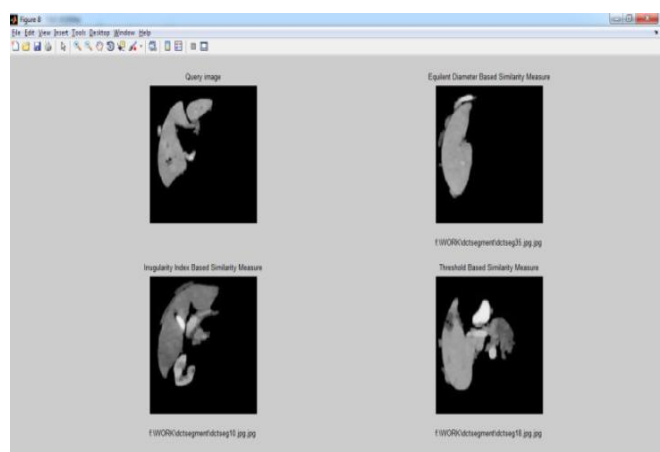 Figure 8
File Edit View Insert Tools Desktop Window Help
Query image
Equilent Diameter Based Similarity Measure
f:\WORK\dctsegment\dctseg35.jpg.jpg
Irrugularity Index Based Similarity Measure
Threshold Based Similarity Measure
f:\WORK\dctsegment\dctseg10.jpg.jpg
f:\WORK\dctsegment\dctseg18.jpg.jpg